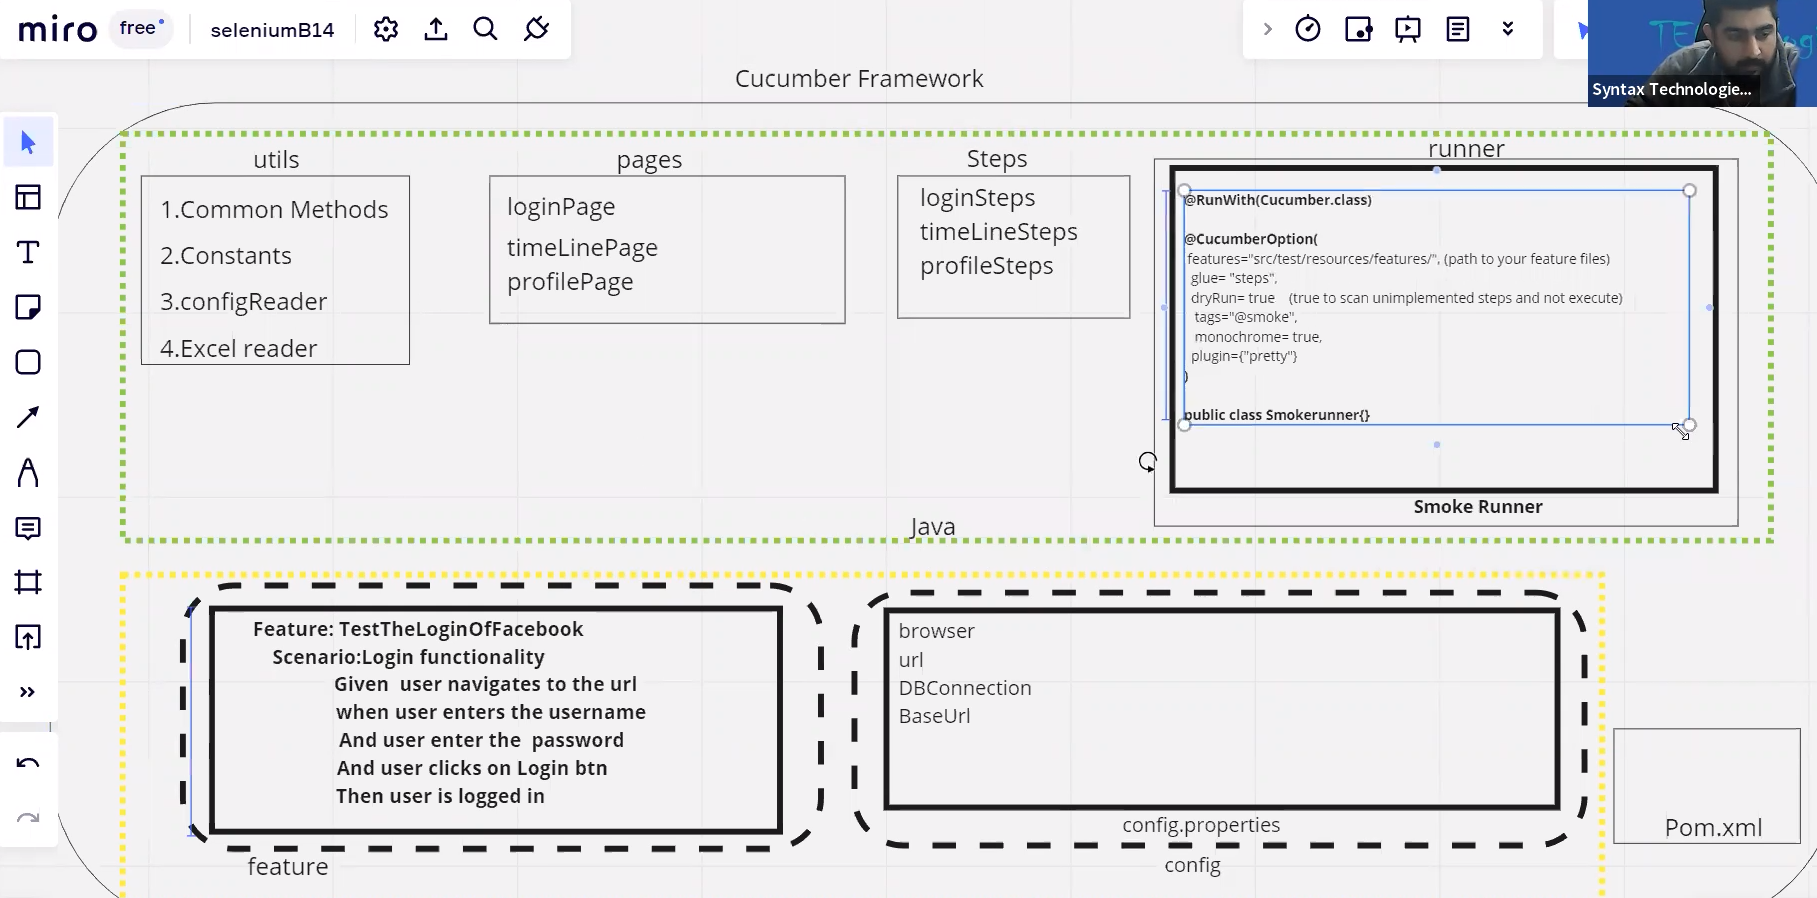 miro
free
seleniumB14
Syntax Technologie...
Cucumber Framework
utils
1.Common Methods
2.Constants
3.configReader
4.Excel reader
pages
loginPage
timeLinePage
profilePage
Steps
loginSteps
timeLineSteps
profileSteps
runner
@RunWith(Cucumber.class)
@CucumberOption(
features="src/test/resources/features/", (path to your feature files)
glue= "steps",
dryRun= true (true to scan unimplemented steps and not execute)
tags="@smoke",
monochrome= true,
plugin={"pretty"}
)
public class Smokerunner{}
Smoke Runner
Java
Feature: TestTheLoginOfFacebook
Scenario:Login functionality
Given user navigates to the url
when user enters the username
And user enter the password
And user clicks on Login btn
Then user is logged in
feature
browser
url
DBConnection
BaseUrl
config.properties
config
Pom.xml